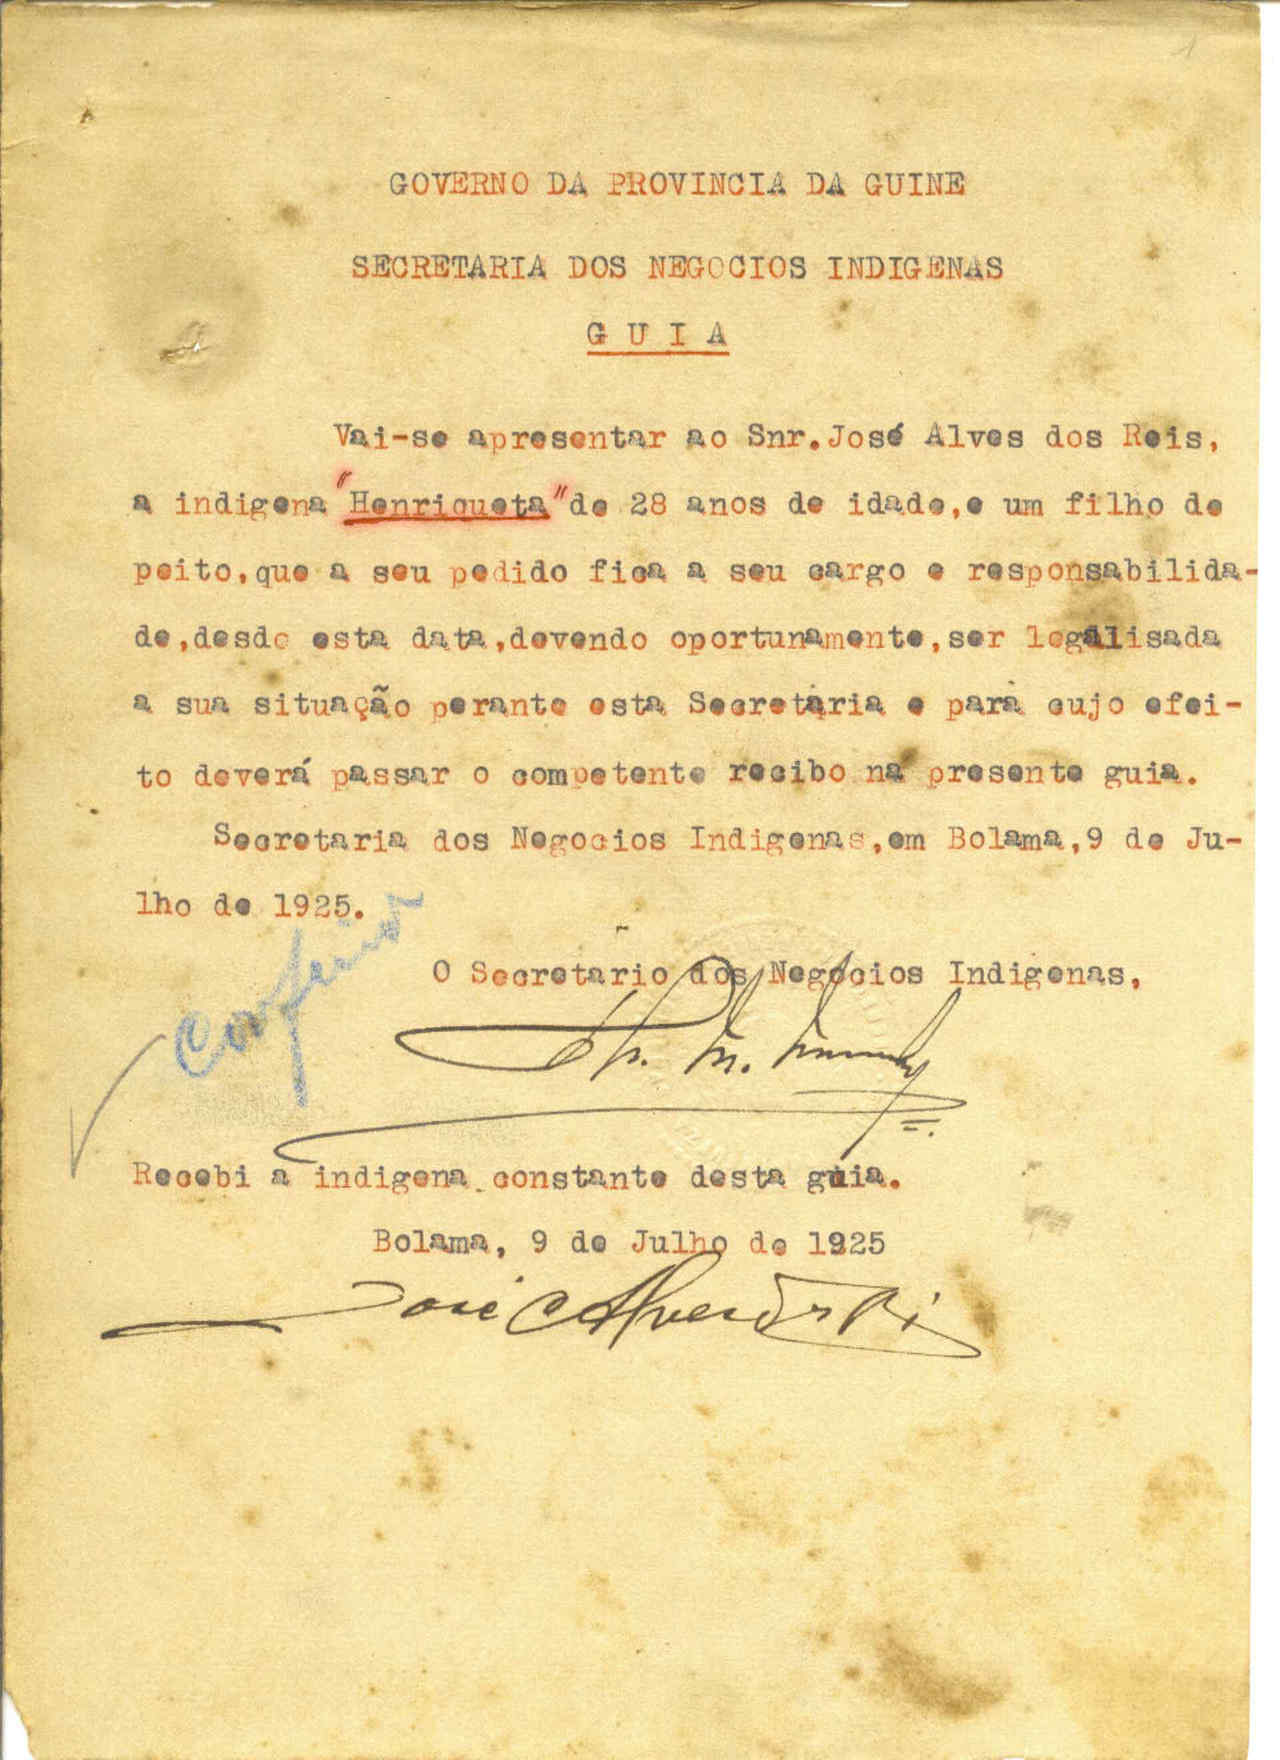 GOVERNO DA PROVINCIA DA GUINE
SECRETARIA DOS NEGOCIOS INDIGENAS
G U I A
Vai-se apresentar ao Snr.José Alves dos Reis,
a indigena "Henriqueta" de 28 anos de idade,e um filho de
peito,que a seu pedido fica a seu cargo e responsabilida-
de,desde esta data,devendo oportunamente,ser legalisada
a sua situação perante esta Secretaria e para cujo efei-
to deverá passar o competente recibo na presente guia.
Secretaria dos Negocios Indigenas,em Bolama,9 de Ju-
lho de 1925.
O Secretario dos Negocios Indigenas,
Recebi a indigena constante desta guia.
Bolama, 9 de Julho de 1925
José Alves dos Reis